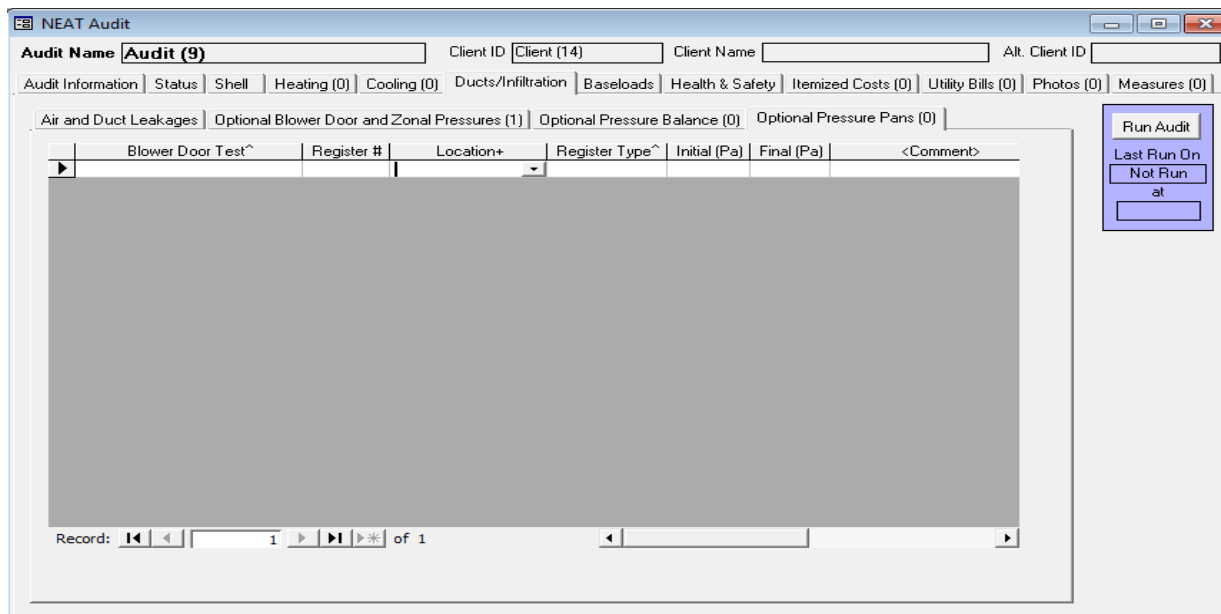 NEAT Audit
Audit Name Audit (9) Client ID Client (14) Client Name Alt. Client ID
Audit Information Status Shell Heating (0) Cooling (0) Ducts/Infiltration Baseloads Health & Safety Itemized Costs (0) Utility Bills (0) Photos (0) Measures (0)
Air and Duct Leakages Optional Blower Door and Zonal Pressures (1) Optional Pressure Balance (0) Optional Pressure Pans (0)
Run Audit
Last Run On
Not Run
at
Blower Door Test^ Register # Location+ Register Type^ Initial (Pa) Final (Pa) <Comment>
Record: 1 of 1